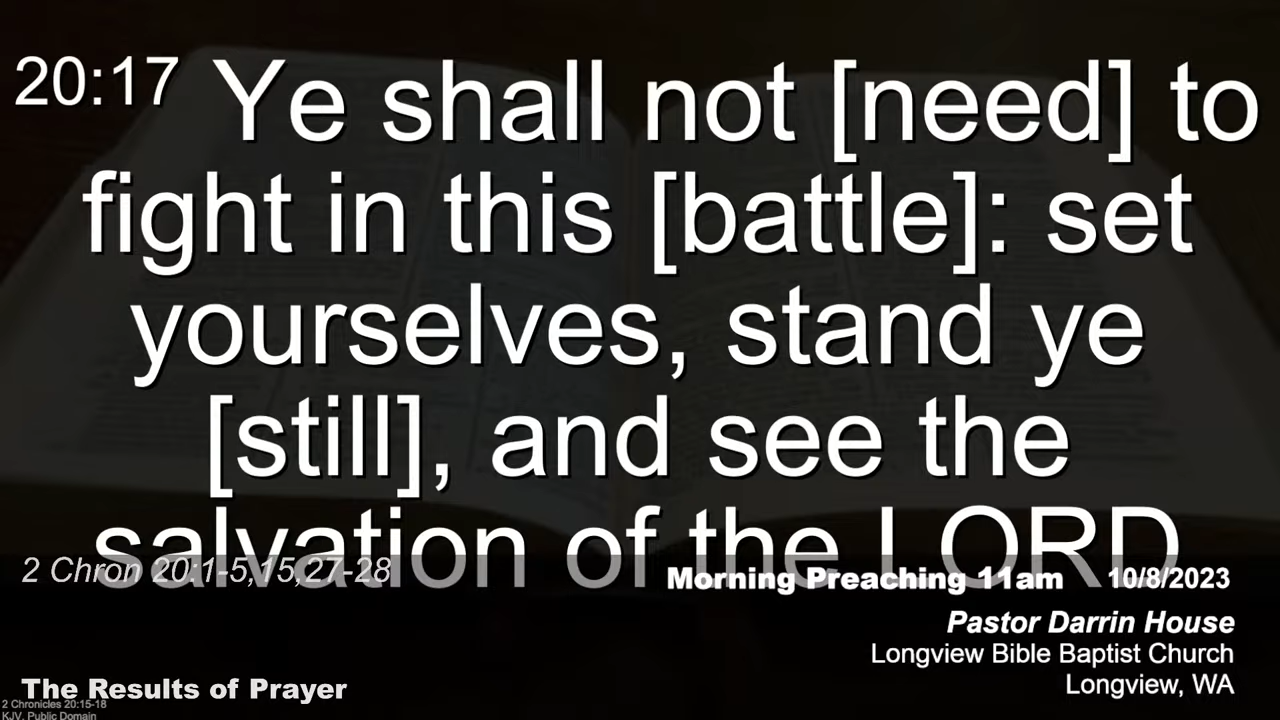 20:17 Ye shall not [need] to
fight in this [battle]: set
yourselves, stand ye
[still], and see the
salvation of the LORD
2 Chron 20:1-5,15,27-28
Morning Preaching 11am 10/8/2023
Pastor Darrin House
Longview Bible Baptist Church
Longview, WA
The Results of Prayer
2 Chronicles 20:15-18
KJV, Public Domain